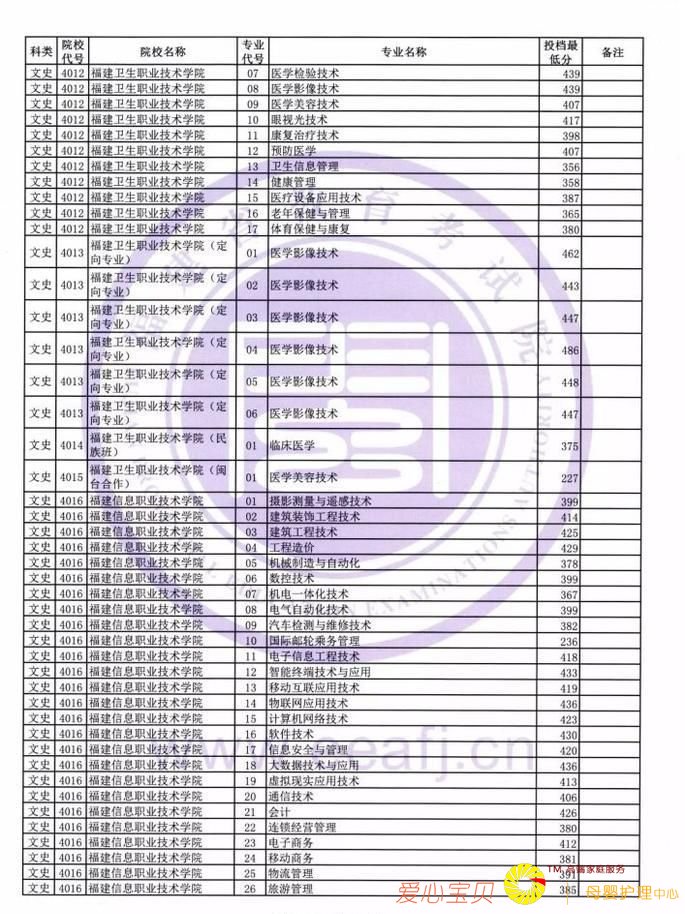 科类 院校代号 院校名称 专业代号 专业名称 投档最低分 备注
文史 4012 福建卫生职业技术学院 07 医学检验技术 439
文史 4012 福建卫生职业技术学院 08 医学影像技术 439
文史 4012 福建卫生职业技术学院 09 医学美容技术 407
文史 4012 福建卫生职业技术学院 10 眼视光技术 417
文史 4012 福建卫生职业技术学院 11 康复治疗技术 398
文史 4012 福建卫生职业技术学院 12 预防医学 407
文史 4012 福建卫生职业技术学院 13 卫生信息管理 356
文史 4012 福建卫生职业技术学院 14 健康管理 358
文史 4012 福建卫生职业技术学院 15 医疗设备应用技术 387
文史 4012 福建卫生职业技术学院 16 老年保健与管理 365
文史 4012 福建卫生职业技术学院 17 体育保健与康复 380
文史 4013 福建卫生职业技术学院（定向专业） 01 医学影像技术 462
文史 4013 福建卫生职业技术学院（定向专业） 02 医学影像技术 443
文史 4013 福建卫生职业技术学院（定向专业） 03 医学影像技术 447
文史 4013 福建卫生职业技术学院（定向专业） 04 医学影像技术 486
文史 4013 福建卫生职业技术学院（定向专业） 05 医学影像技术 448
文史 4013 福建卫生职业技术学院（定向专业） 06 医学影像技术 447
文史 4014 福建卫生职业技术学院（民族班） 01 临床医学 375
文史 4015 福建卫生职业技术学院（闽台合作） 01 医学美容技术 227
文史 4016 福建信息职业技术学院 01 摄影测量与遥感技术 399
文史 4016 福建信息职业技术学院 02 建筑装饰工程技术 414
文史 4016 福建信息职业技术学院 03 建筑工程技术 425
文史 4016 福建信息职业技术学院 04 工程造价 429
文史 4016 福建信息职业技术学院 05 机械制造与自动化 378
文史 4016 福建信息职业技术学院 06 数控技术 399
文史 4016 福建信息职业技术学院 07 机电一体化技术 367
文史 4016 福建信息职业技术学院 08 电气自动化技术 399
文史 4016 福建信息职业技术学院 09 汽车检测与维修技术 382
文史 4016 福建信息职业技术学院 10 国际邮轮乘务管理 236
文史 4016 福建信息职业技术学院 11 电子信息工程技术 418
文史 4016 福建信息职业技术学院 12 智能终端技术与应用 433
文史 4016 福建信息职业技术学院 13 移动互联应用技术 419
文史 4016 福建信息职业技术学院 14 物联网应用技术 436
文史 4016 福建信息职业技术学院 15 计算机网络技术 423
文史 4016 福建信息职业技术学院 16 软件技术 430
文史 4016 福建信息职业技术学院 17 信息安全与管理 420
文史 4016 福建信息职业技术学院 18 大数据技术与应用 436
文史 4016 福建信息职业技术学院 19 虚拟现实应用技术 413
文史 4016 福建信息职业技术学院 20 通信技术 406
文史 4016 福建信息职业技术学院 21 会计 426
文史 4016 福建信息职业技术学院 22 连锁经营管理 380
文史 4016 福建信息职业技术学院 23 电子商务 412
文史 4016 福建信息职业技术学院 24 移动商务 381
文史 4016 福建信息职业技术学院 25 物流管理 391
文史 4016 福建信息职业技术学院 26 旅游管理 385
爱心宝贝
TM 高端家庭服务
母婴护理中心